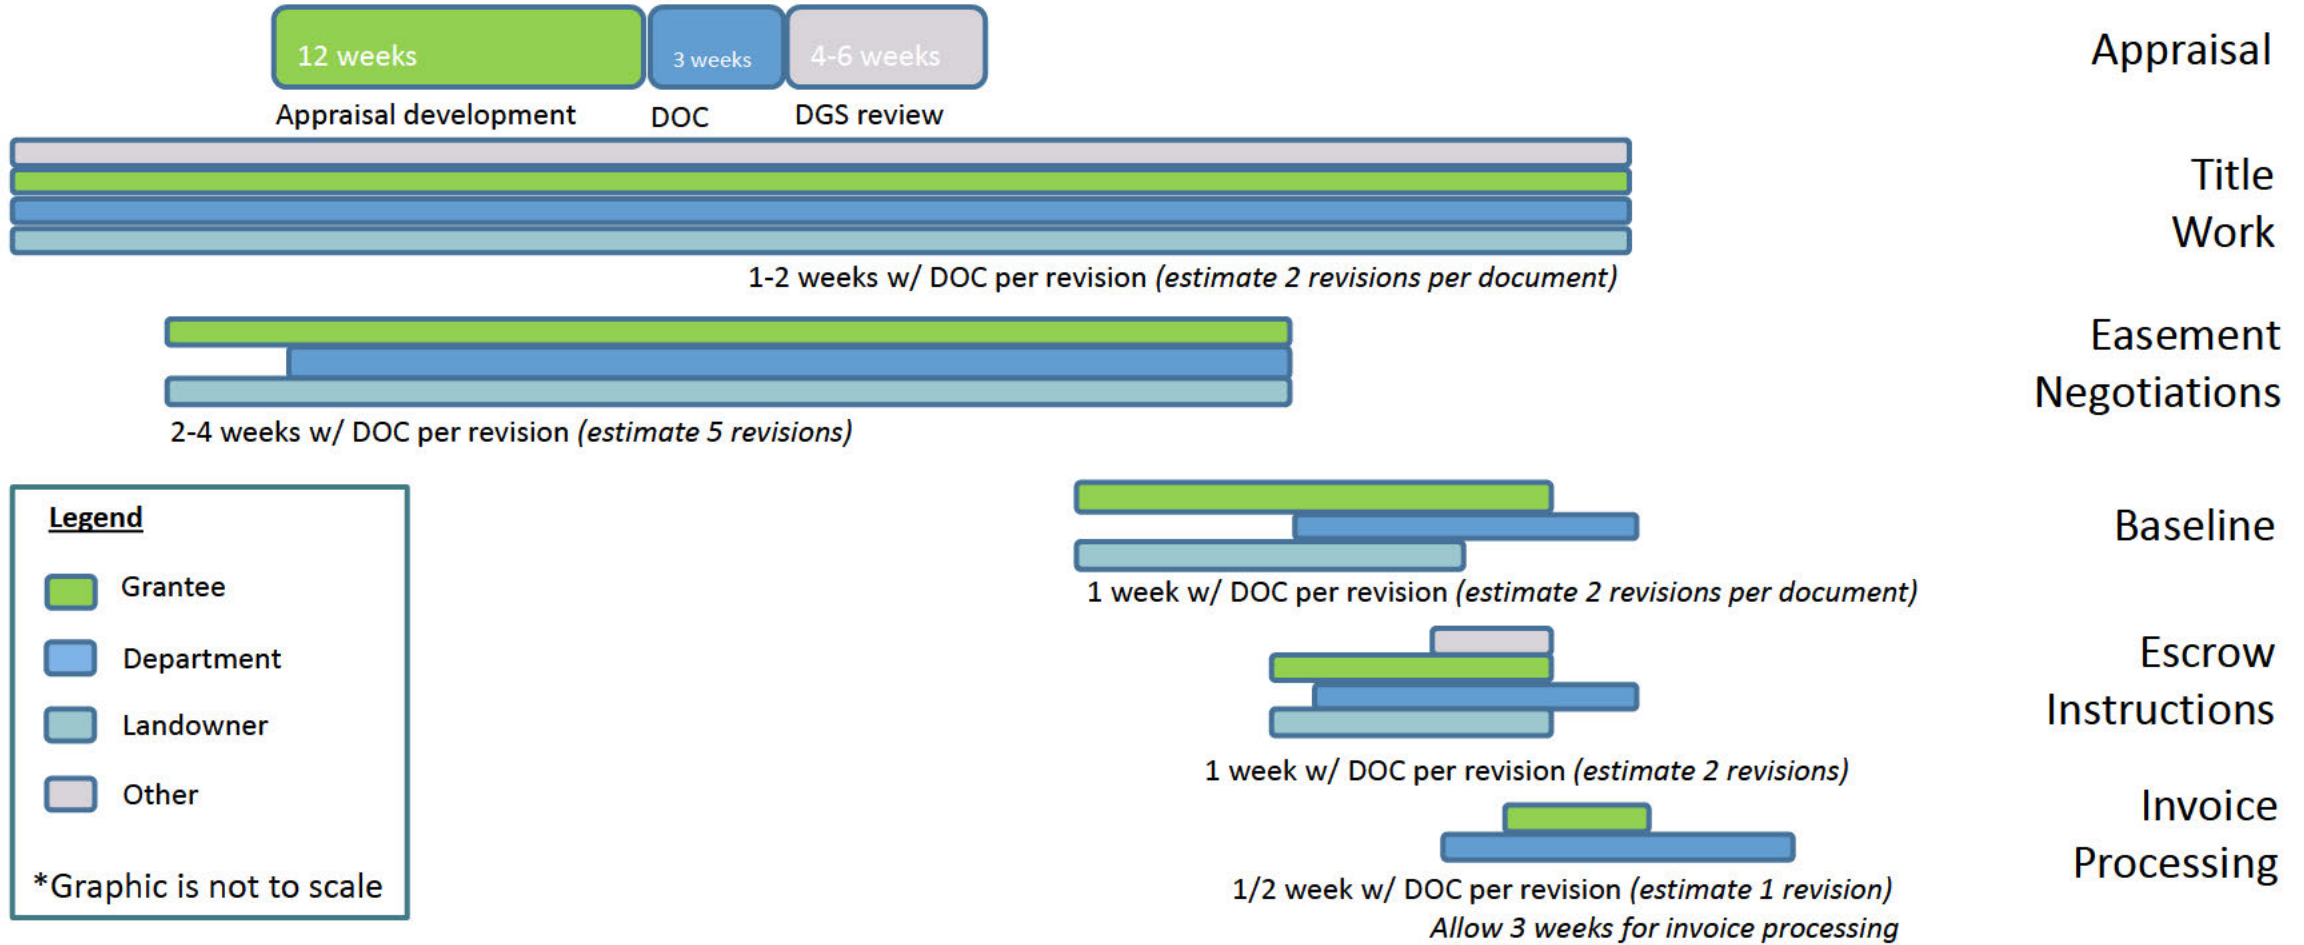 12 weeks
3 weeks
4-6 weeks
Appraisal
Appraisal development
DOC
DGS review
Title
Work
1-2 weeks w/ DOC per revision (estimate 2 revisions per document)
Easement
Negotiations
2-4 weeks w/ DOC per revision (estimate 5 revisions)
Baseline
1 week w/ DOC per revision (estimate 2 revisions per document)
Escrow
Instructions
1 week w/ DOC per revision (estimate 2 revisions)
Invoice
Processing
1/2 week w/ DOC per revision (estimate 1 revision)
Allow 3 weeks for invoice processing
Legend
Grantee
Department
Landowner
Other
*Graphic is not to scale